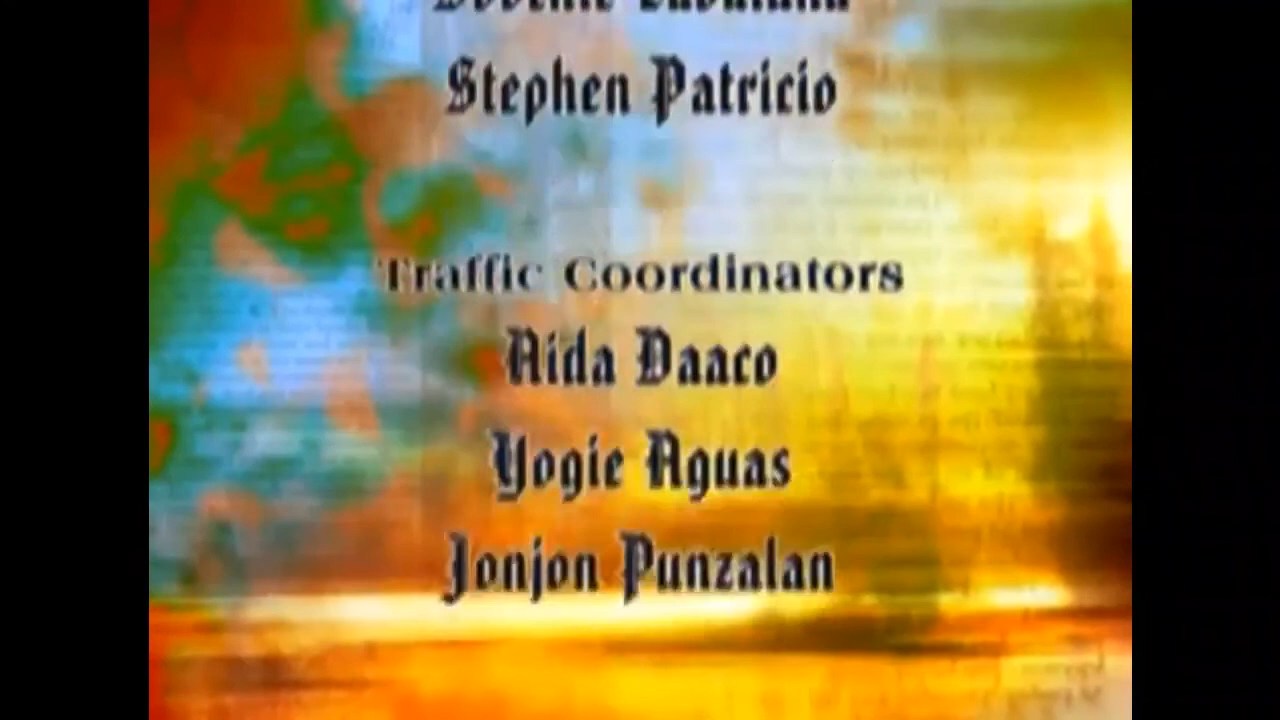 Stephen Patricio
Traffic Coordinators
Aida Daaco
Yogie Aguas
Jonjon Punzalan